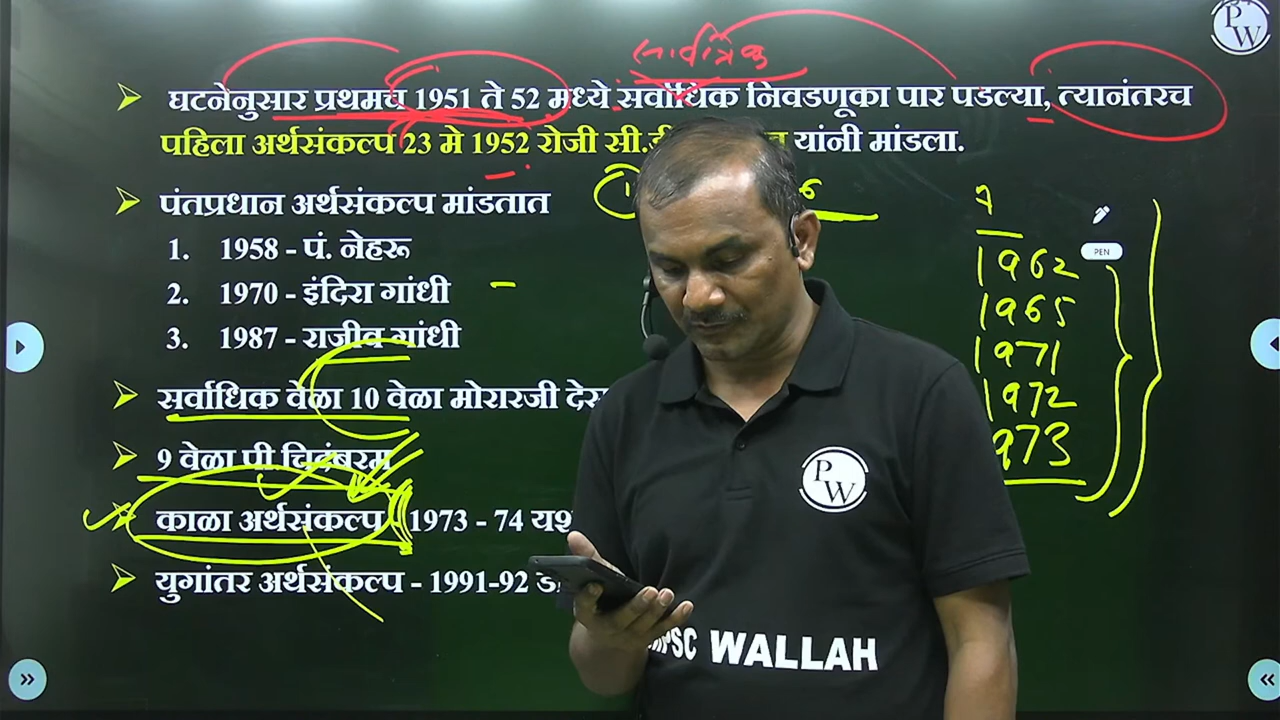 PW
सार्वत्रिक
घटनेनुसार प्रथमच 1951 ते 52 मध्ये सर्वाधिक निवडणूका पार पडल्या, त्यानंतरच
पहिला अर्थसंकल्प 23 मे 1952 रोजी सी.डी यांनी मांडला.
पंतप्रधान अर्थसंकल्प मांडतात
1. 1958 - पं. नेहरू
2. 1970 - इंदिरा गांधी
3. 1987 - राजीव गांधी
सर्वाधिक वेळा 10 वेळा मोरारजी
9 वेळा पी चिदंबरम
काळा अर्थसंकल्प - 1973 - 74
युगांतर अर्थसंकल्प - 1991-92
1962
1965
1971
1972
973
PEN
PW
PSC WALLAH